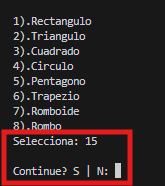 1).Rectangulo
2).Triangulo
3).Cuadrado
4).Circulo
5).Pentagono
6).Trapezio
7).Romboide
8).Rombo
Selecciona: 15
Continue? S | N: